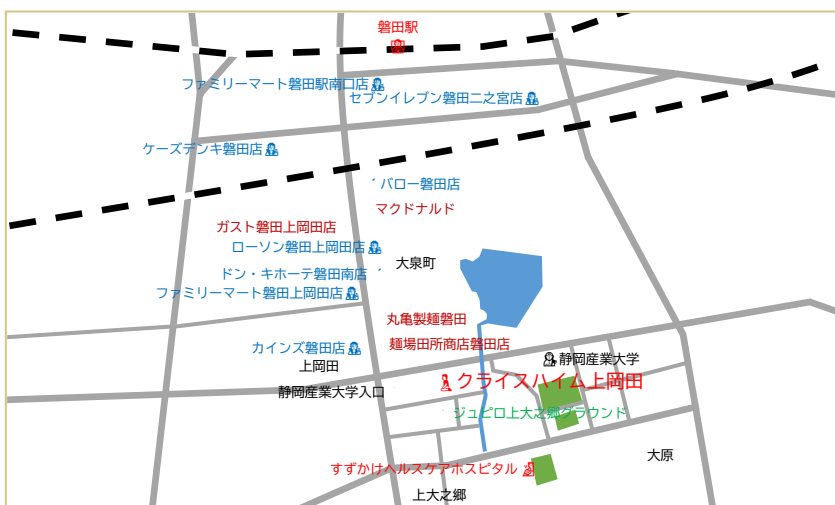 磐田駅
ファミリーマート磐田駅南口店
セブンイレブン磐田二之宮店
ケーズデンキ磐田店
バロー磐田店
マクドナルド
ガスト磐田上岡田店
ローソン磐田上岡田店
大泉町
ドン・キホーテ磐田南店
ファミリーマート磐田上岡田店
丸亀製麺磐田
麺場田所商店磐田店
カインズ磐田店
静岡産業大学
上岡田
クライスハイム上岡田
静岡産業大学入口
ジュビロ上大之郷グラウンド
大原
すずかけヘルスケアホスピタル
上大之郷